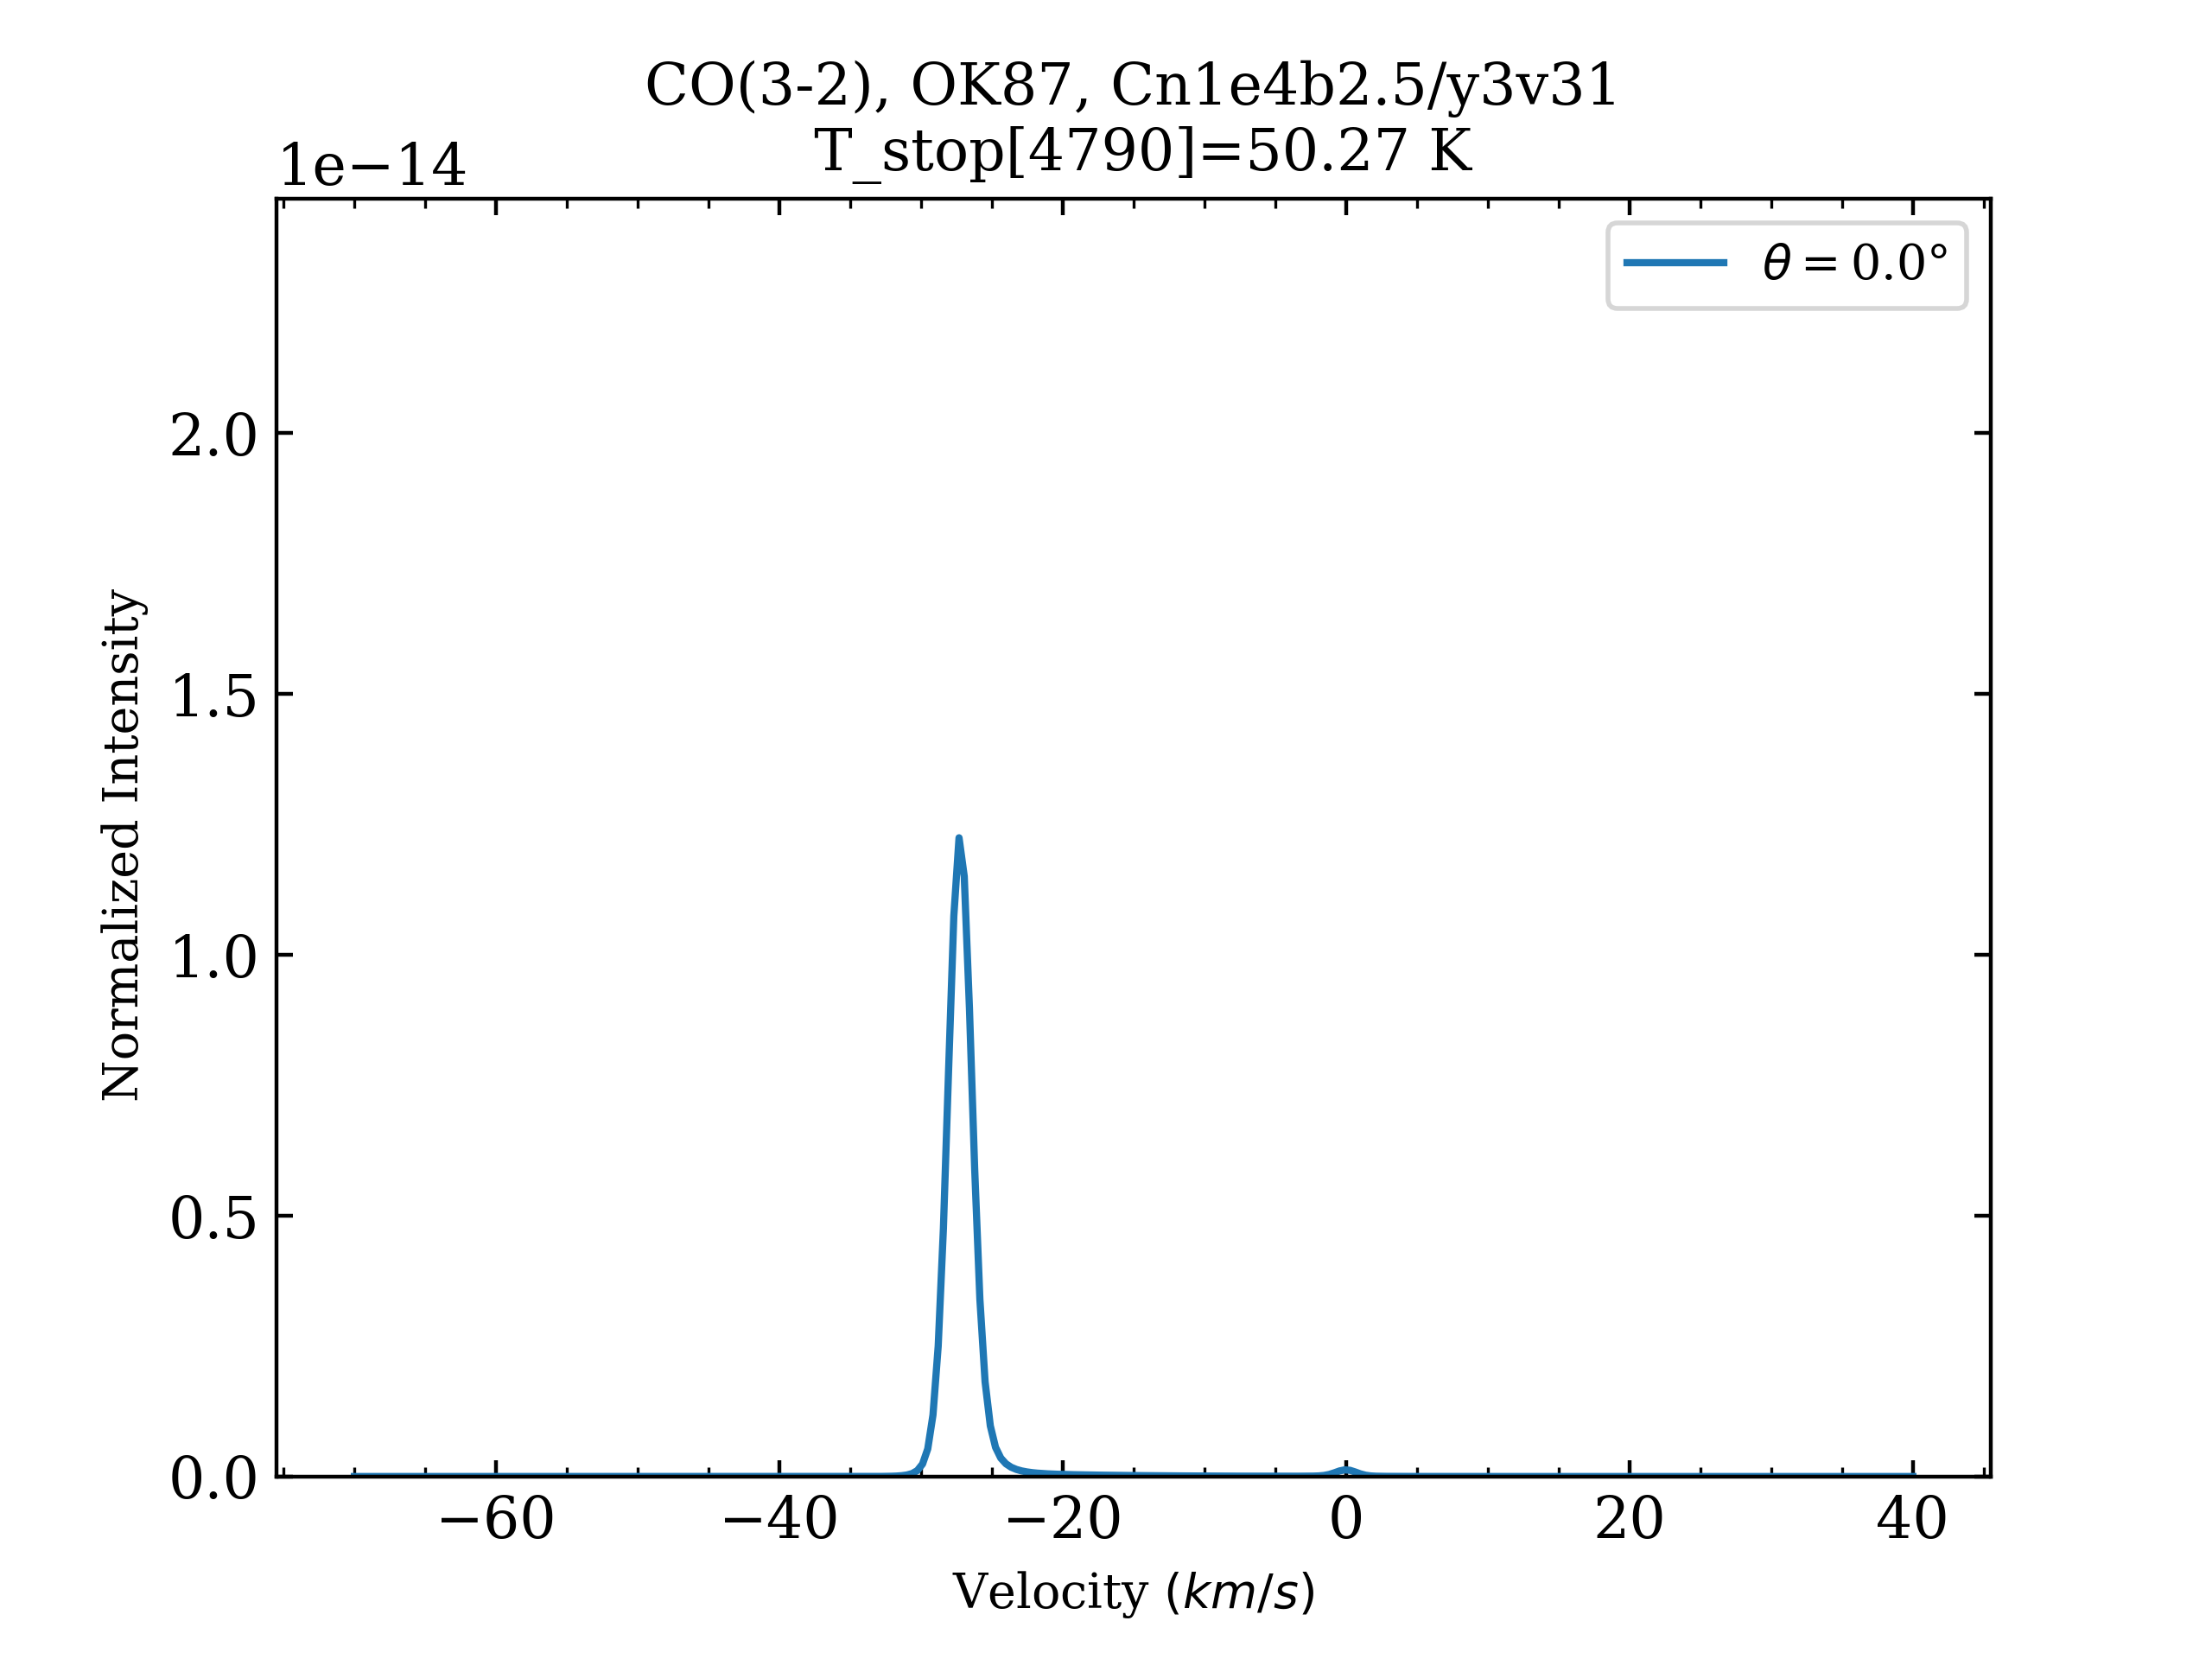 CO(3-2), OK87, Cn1e4b2.5/y3v31
T_stop[4790]=50.27 K
1e−14
θ = 0.0°
2.0
1.5
1.0
0.5
0.0
Normalized Intensity
−60 −40 −20 0 20 40
Velocity (km/s)